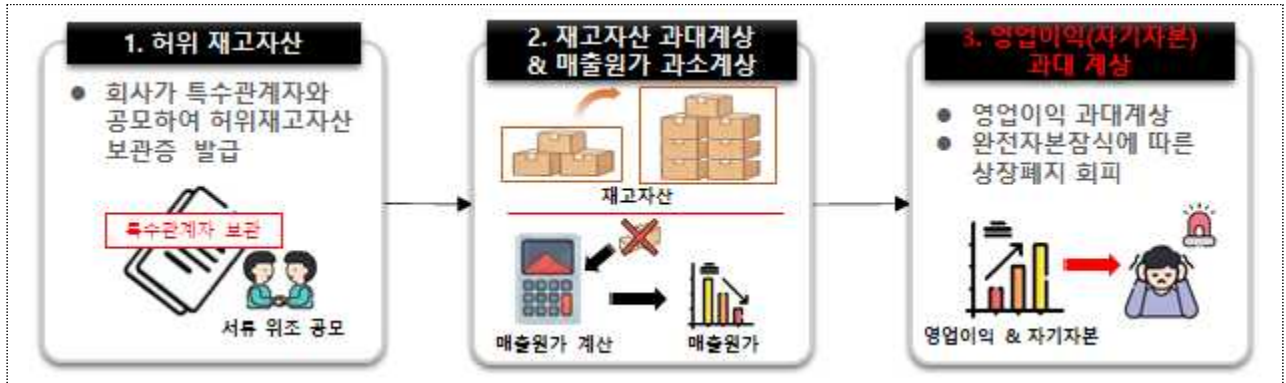 1. 허위 재고자산
● 회사가 특수관계자와
공모하여 허위재고자산
보관증 발급
특수관계자 보관
서류 위조 공모
2. 재고자산 과대계상
& 매출원가 과소계상
재고자산
매출원가 계산
매출원가
3. 영업이익(자기자본)
과대 계상
● 영업이익 과대계상
● 완전자본잠식에 따른
상장폐지 회피
영업이익 & 자기자본